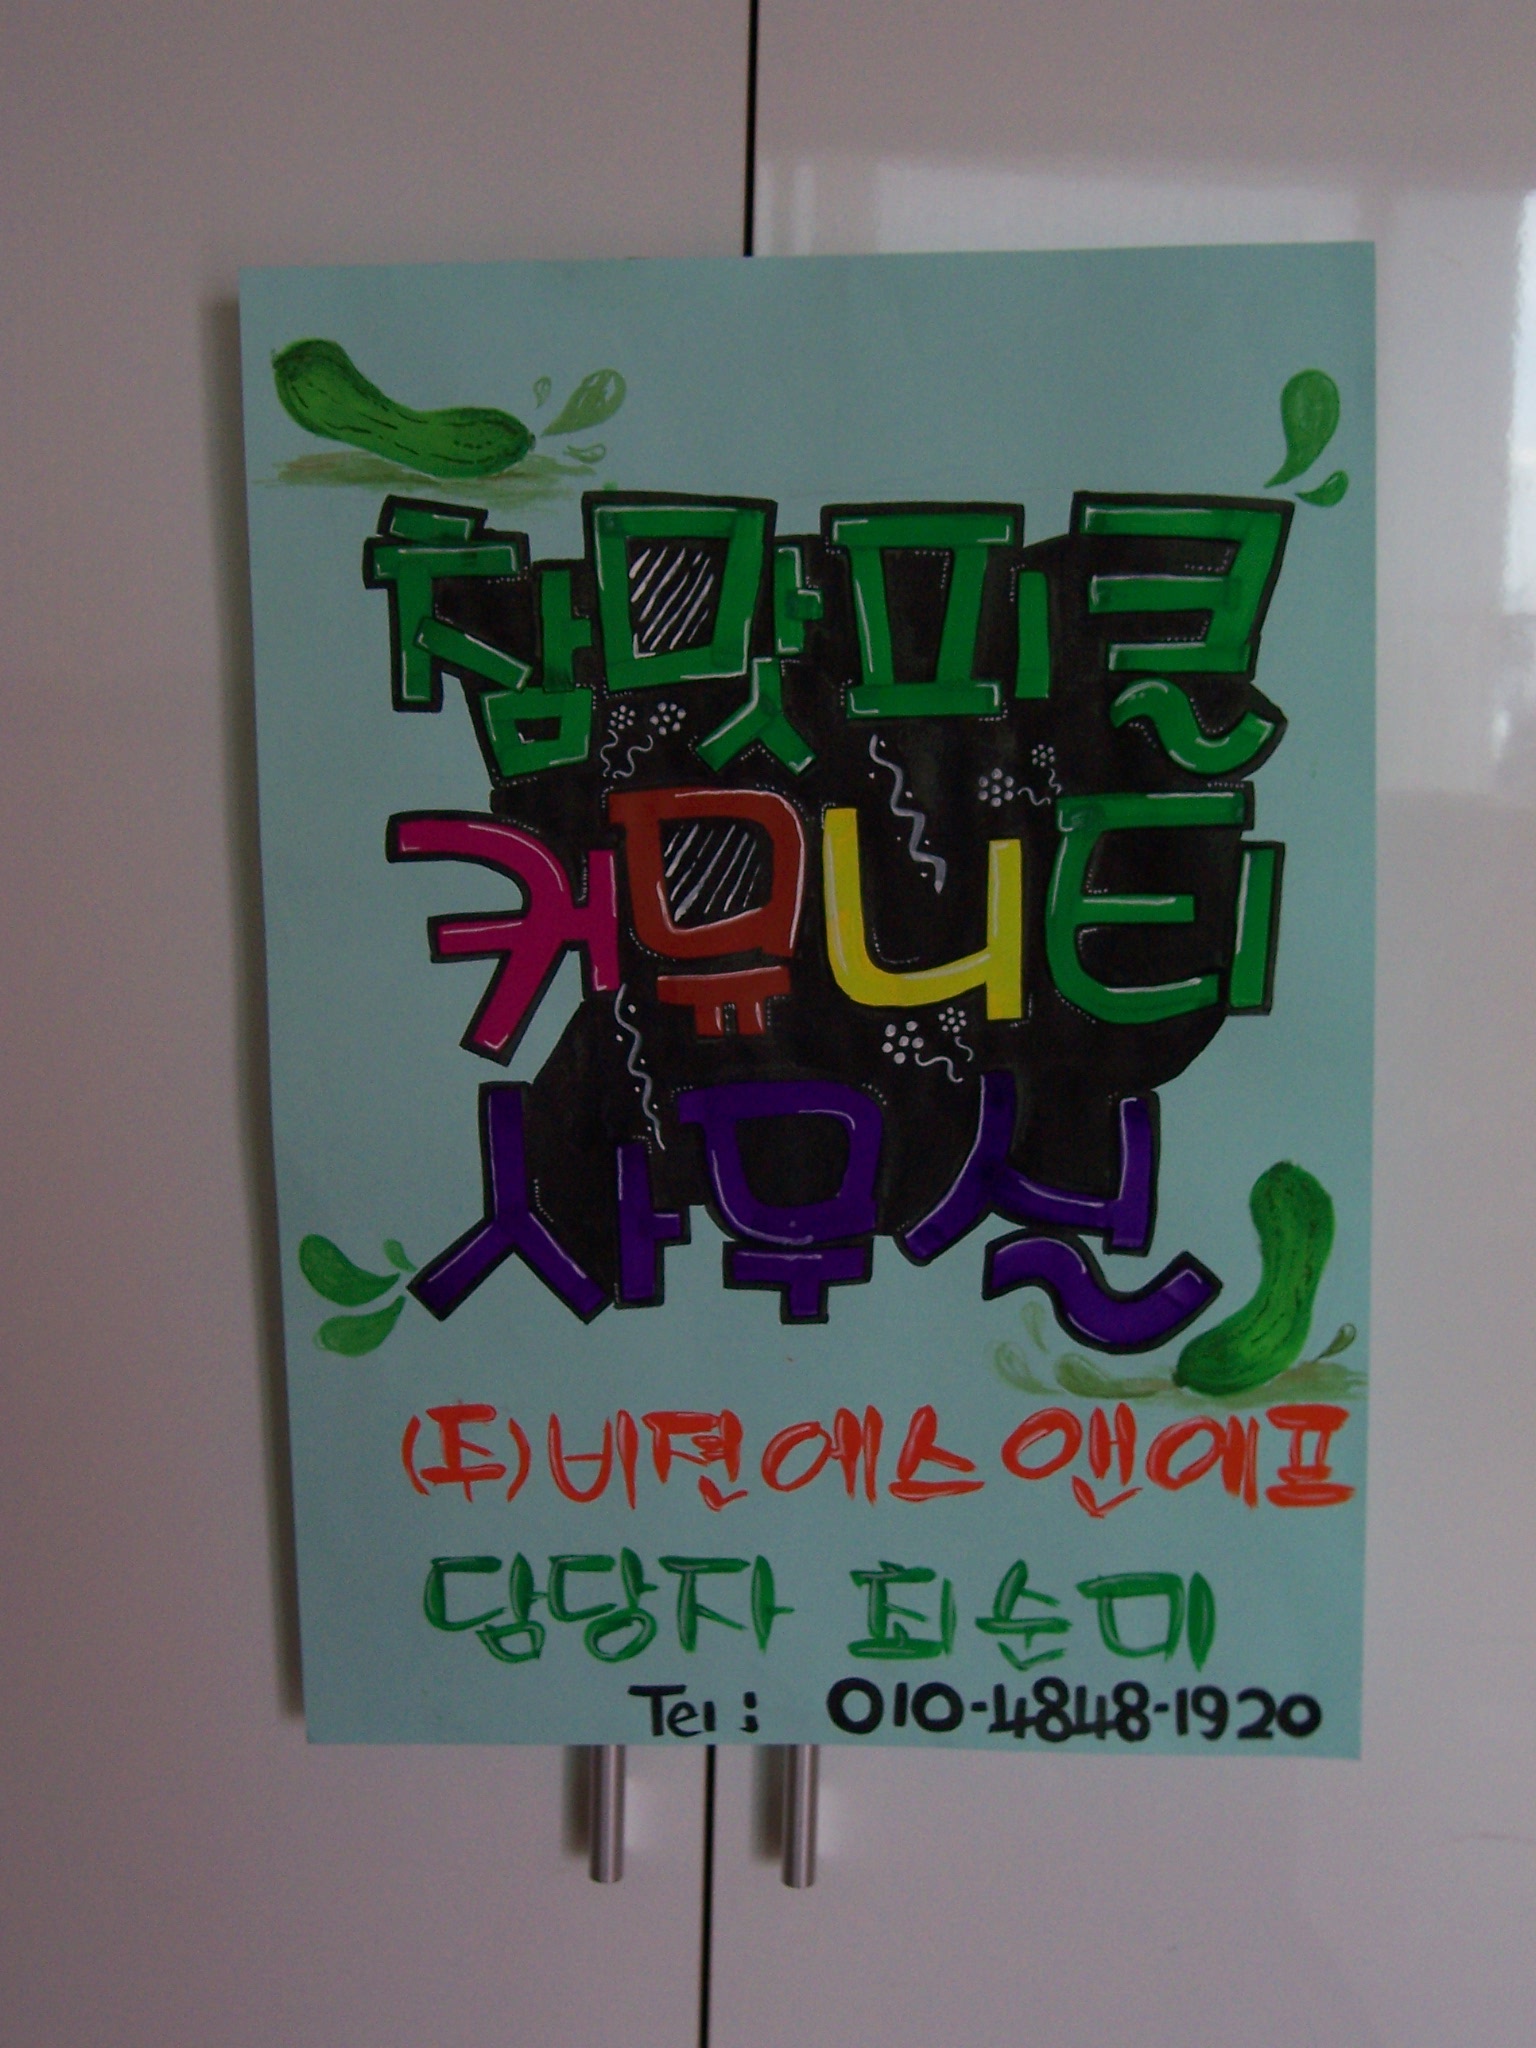 참맛피클
커뮤니티
사무실
(주)비젼에스앤에프
담당자 최순미
Tel: 010-4848-1920